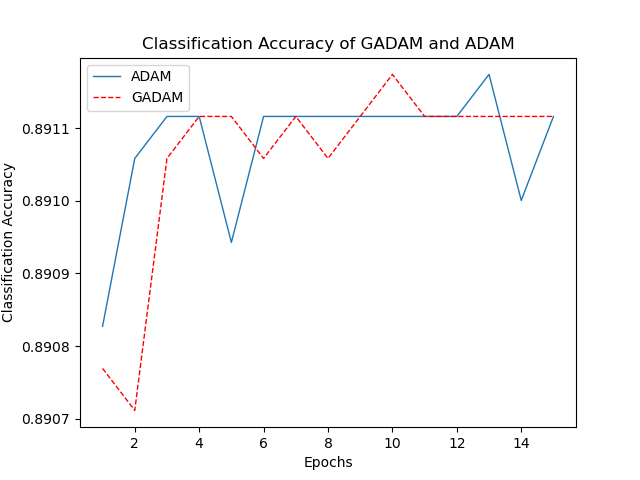 Classification Accuracy of GADAM and ADAM
ADAM
GADAM
Classification Accuracy
0.8911
0.8910
0.8909
0.8908
0.8907
2 4 6 8 10 12 14
Epochs